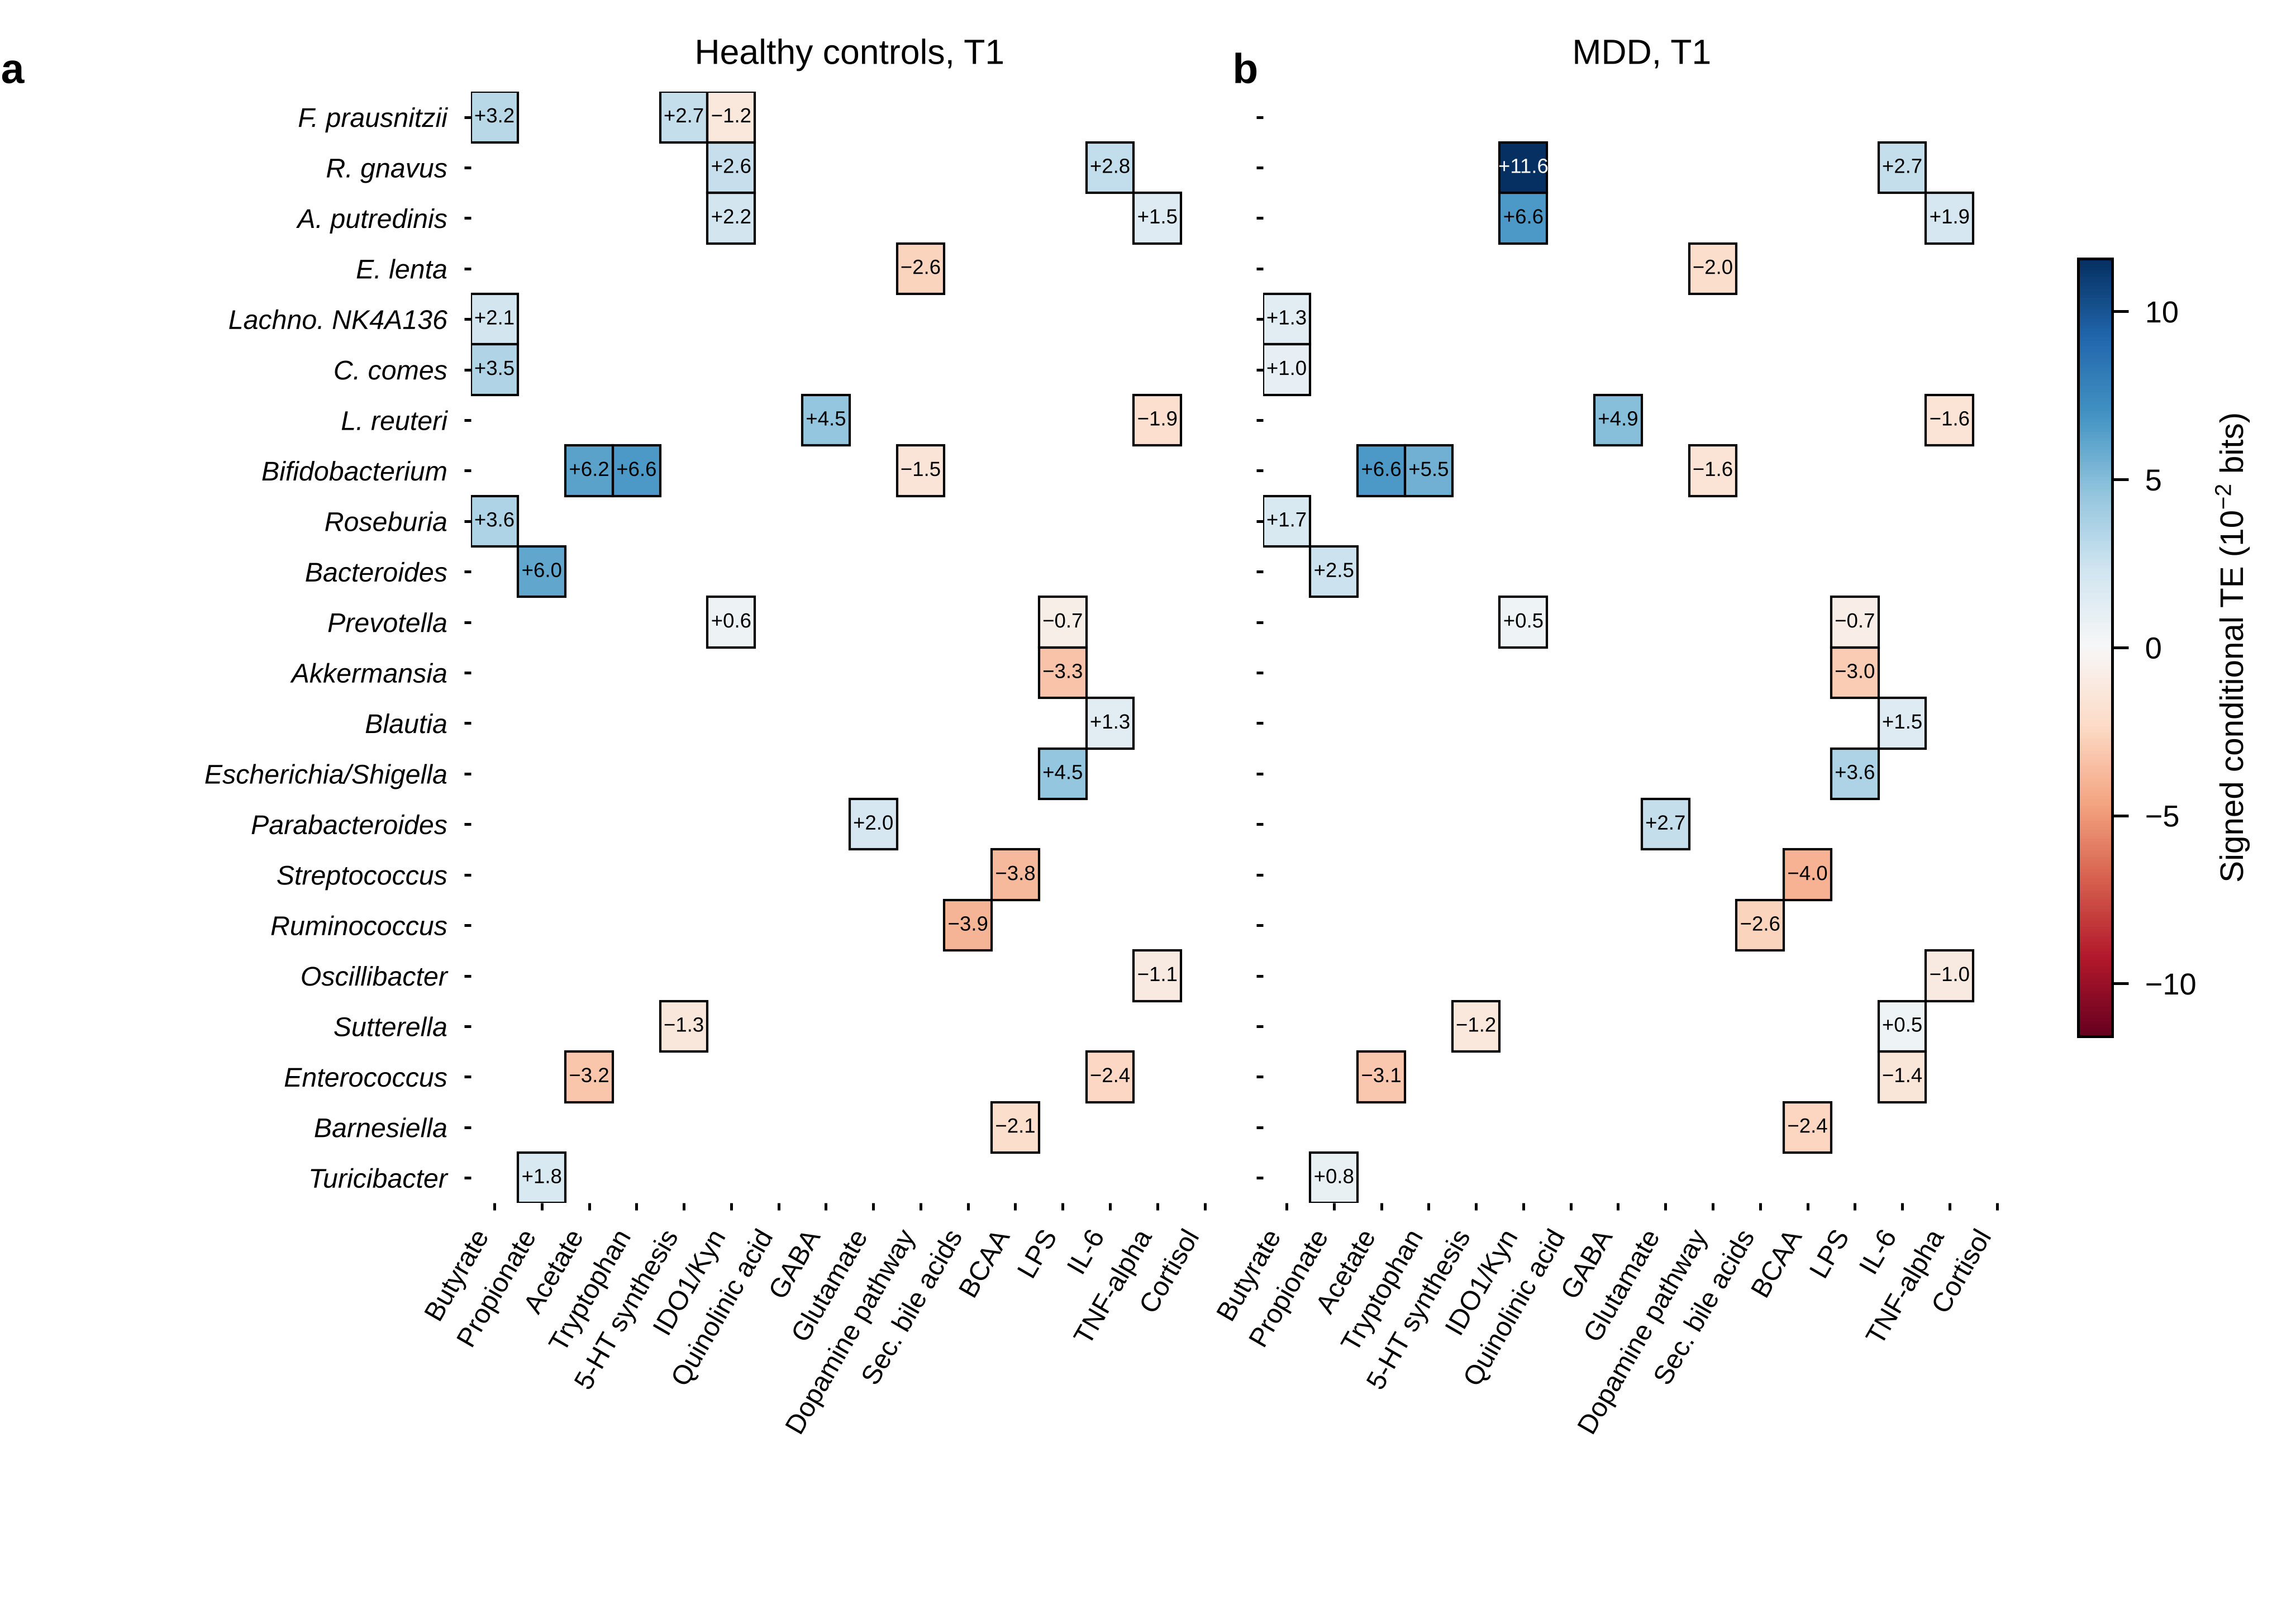 a
Healthy controls, T1
b
MDD, T1
F. prausnitzii
+3.2
+2.7
−1.2
R. gnavus
+2.6
+2.8
+11.6
+2.7
A. putredinis
+2.2
+1.5
+6.6
+1.9
E. lenta
−2.6
−2.0
Lachno. NK4A136
+2.1
+1.3
C. comes
+3.5
+1.0
L. reuteri
+4.5
−1.9
+4.9
−1.6
Bifidobacterium
+6.2
+6.6
−1.5
+6.6
+5.5
−1.6
Roseburia
+3.6
+1.7
Bacteroides
+6.0
+2.5
Prevotella
+0.6
−0.7
+0.5
−0.7
Akkermansia
−3.3
−3.0
Blautia
+1.3
+1.5
Escherichia/Shigella
+4.5
+3.6
Parabacteroides
+2.0
+2.7
Streptococcus
−3.8
−4.0
Ruminococcus
−3.9
−2.6
Oscillibacter
−1.1
−1.0
Sutterella
−1.3
−1.2
+0.5
Enterococcus
−3.2
−2.4
−3.1
−1.4
Barnesiella
−2.1
−2.4
Turicibacter
+1.8
+0.8
Butyrate
Propionate
Acetate
Tryptophan
5-HT synthesis
IDO1/Kyn
Quinolinic acid
GABA
Glutamate
Dopamine pathway
Sec. bile acids
BCAA
LPS
IL-6
TNF-alpha
Cortisol
Butyrate
Propionate
Acetate
Tryptophan
5-HT synthesis
IDO1/Kyn
Quinolinic acid
GABA
Glutamate
Dopamine pathway
Sec. bile acids
BCAA
LPS
IL-6
TNF-alpha
Cortisol
10
5
0
−5
−10
Signed conditional TE (10⁻² bits)